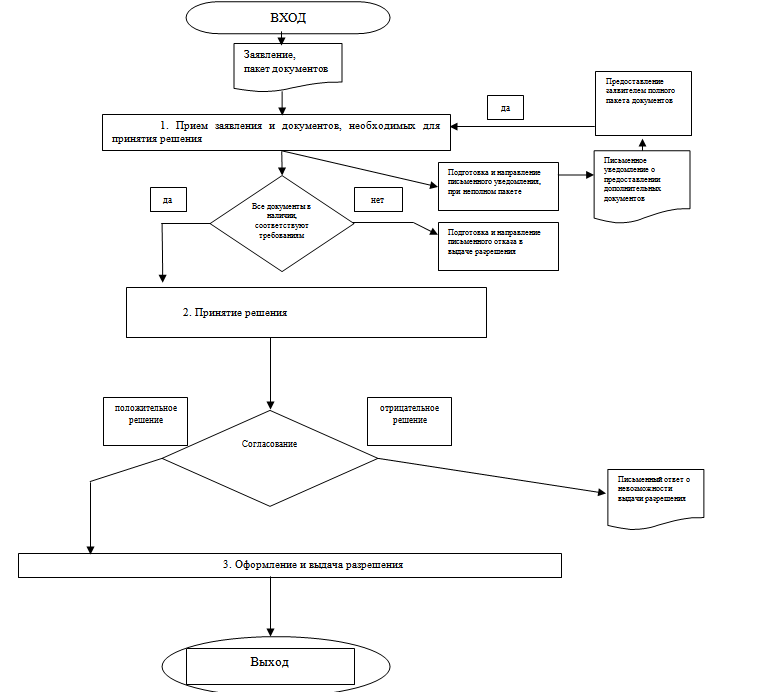 ВХОД
Заявление,
пакет документов
Предоставление
заявителем полного
пакета документов
да
1. Прием заявления и документов, необходимых для
принятия решения
Подготовка и направление
письменного уведомления,
при неполном пакете
Письменное
уведомление о
предоставлении
дополнительных
документов
да
нет
Все документы в
наличии,
соответствуют
требованиям
Подготовка и направление
письменного отказа в
выдаче разрешения
2. Принятие решения
положительное
решение
отрицательное
решение
Согласование
Письменный ответ о
невозможности
выдачи разрешения
3. Оформление и выдача разрешения
Выход